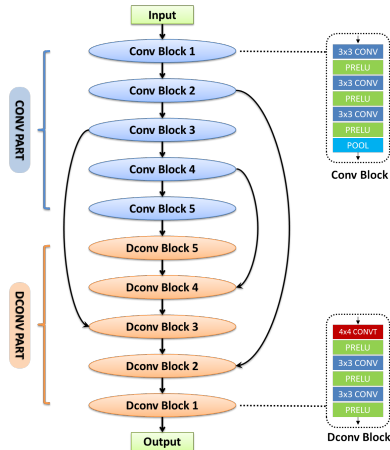 Input
Conv Block 1
Conv Block 2
Conv Block 3
Conv Block 4
Conv Block 5
Dconv Block 5
Dconv Block 4
Dconv Block 3
Dconv Block 2
Dconv Block 1
Output
CONV PART
DCONV PART
3x3 CONV
PRELU
3x3 CONV
PRELU
3x3 CONV
PRELU
POOL
Conv Block
4x4 CONVT
PRELU
3x3 CONV
PRELU
3x3 CONV
PRELU
Dconv Block